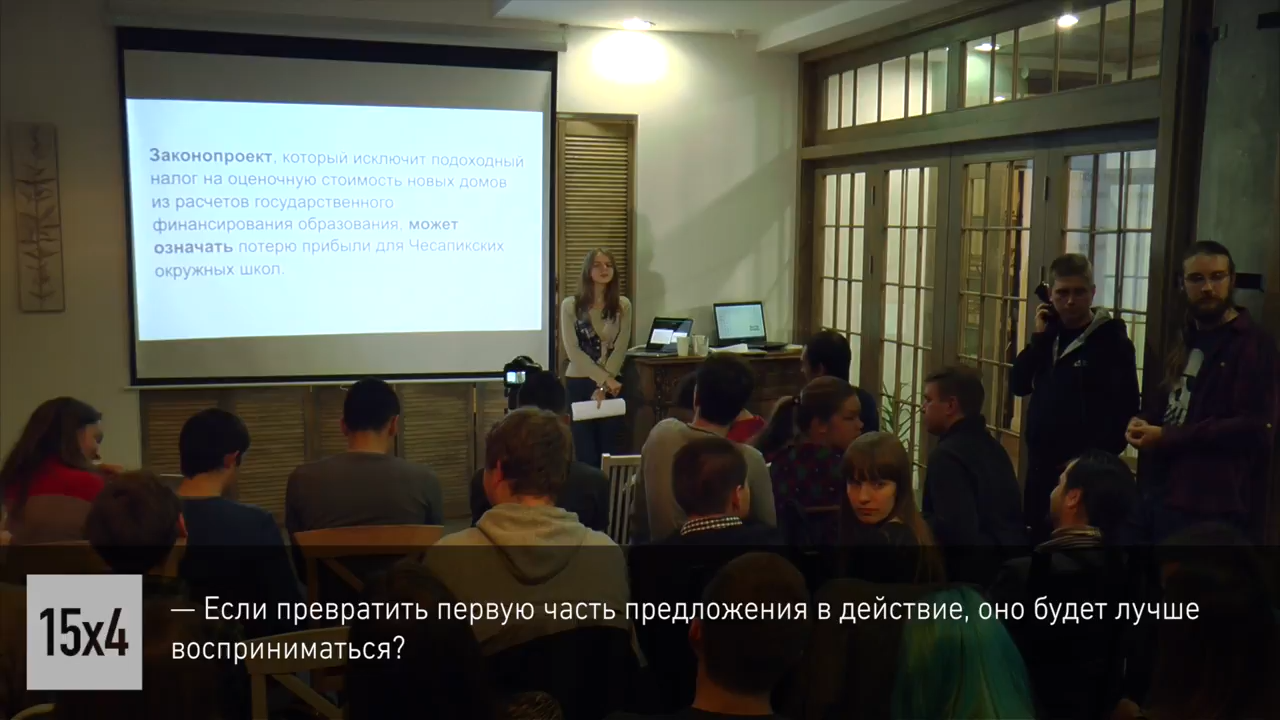 Законопроект, который исключит подоходный
налог на оценочную стоимость новых домов
из расчетов государственного
финансирования образования, может
означать потерю прибыли для Чесапикских
окружных школ.
15x4
— Если превратить первую часть предложения в действие, оно будет лучше
восприниматься?